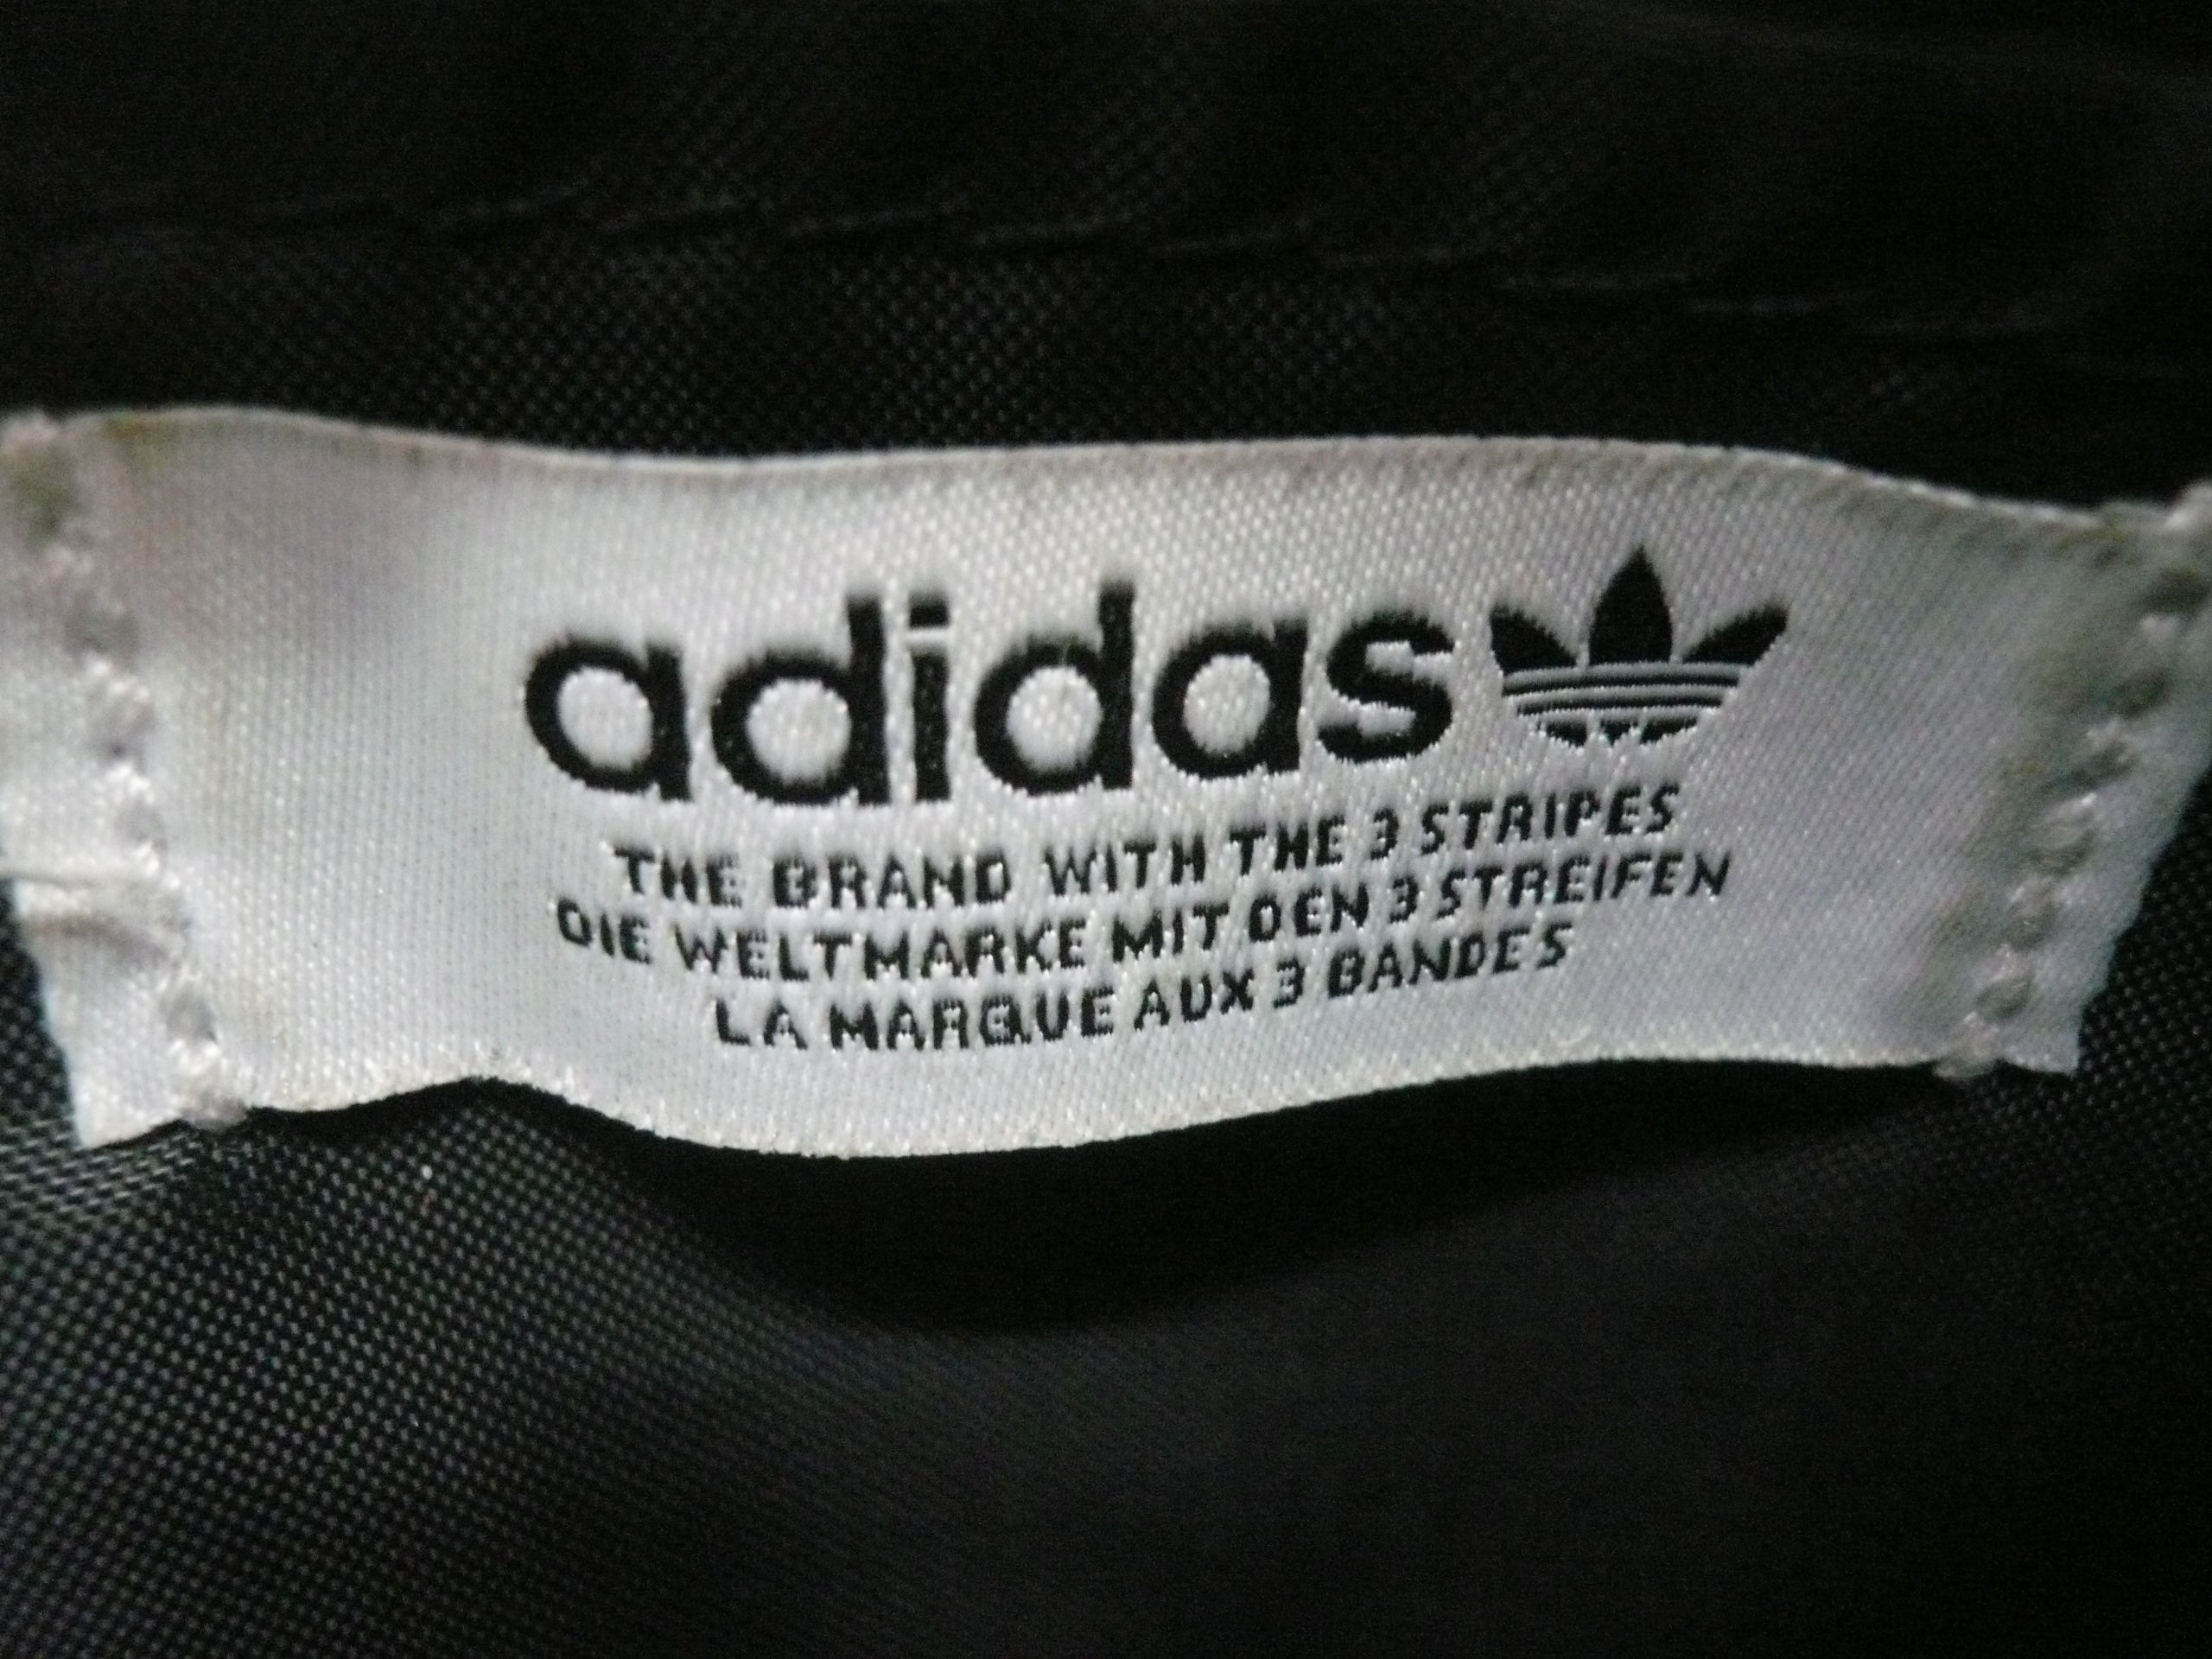 adidas
THE BRAND WITH THE 3 STRIPES
DIE WELTMARKE MIT DEN 3 STREIFEN
LA MARQUE AUX 3 BANDES